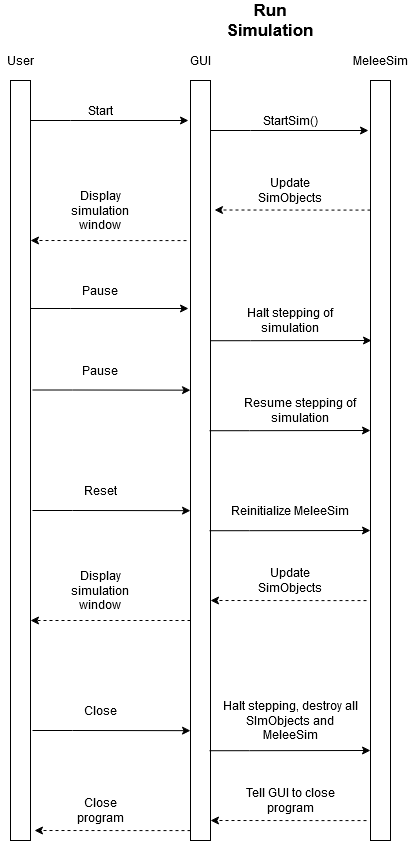 Run
Simulation
User
GUI
MeleeSim
Start
StartSim()
Update
SimObjects
Display
simulation
window
Pause
Halt stepping of
simulation
Pause
Resume stepping of
simulation
Reset
Reinitialize MeleeSim
Update
SimObjects
Display
simulation
window
Close
Halt stepping, destroy all
SImObjects and
MeleeSim
Tell GUI to close
program
Close
program